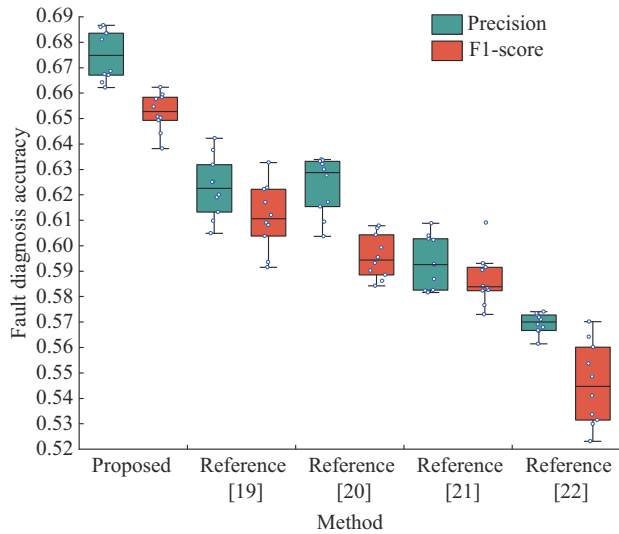 Precision
F1-score
Fault diagnosis accuracy
0.69
0.68
0.67
0.66
0.65
0.64
0.63
0.62
0.61
0.60
0.59
0.58
0.57
0.56
0.55
0.54
0.53
0.52
Proposed
Reference
[19]
Reference
[20]
Reference
[21]
Reference
[22]
Method